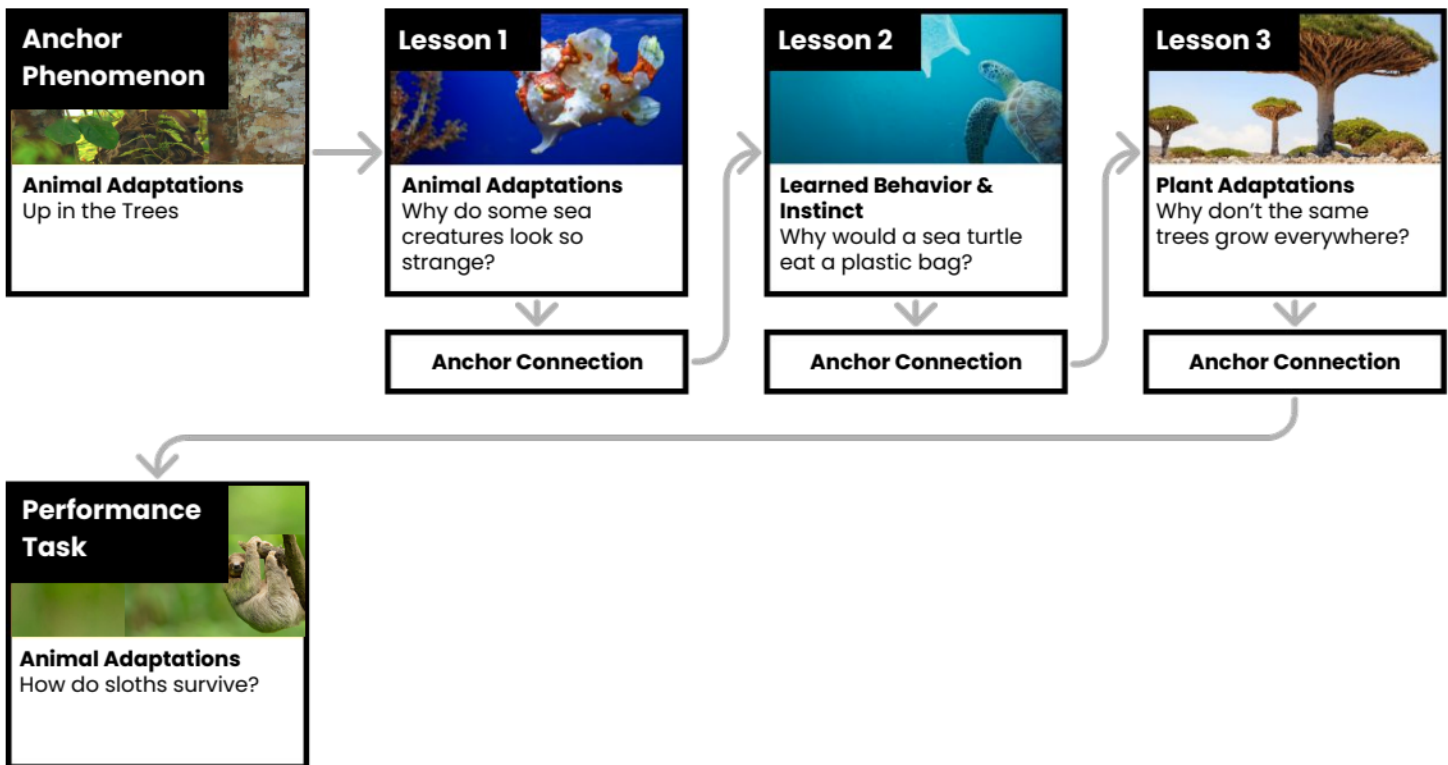 Anchor
Phenomenon
Animal Adaptations
Up in the Trees
Lesson 1
Animal Adaptations
Why do some sea
creatures look so
strange?
Anchor Connection
Lesson 2
Learned Behavior &
Instinct
Why would a sea turtle
eat a plastic bag?
Anchor Connection
Lesson 3
Plant Adaptations
Why don’t the same
trees grow everywhere?
Anchor Connection
Performance
Task
Animal Adaptations
How do sloths survive?